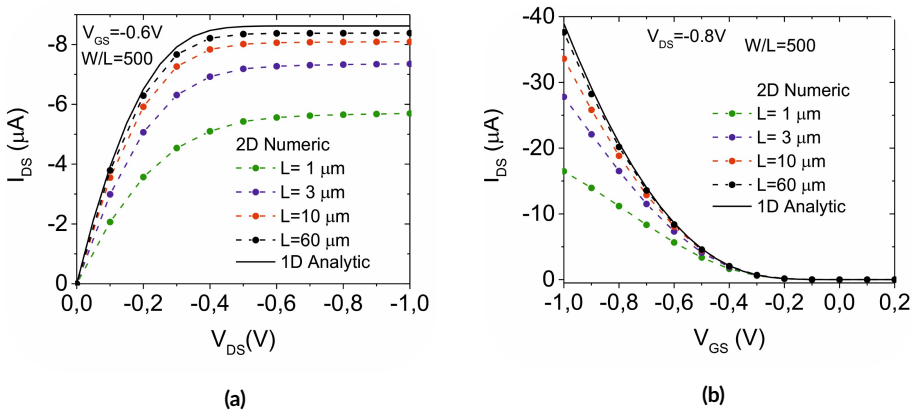 V_GS=-0.6V
W/L=500
I_DS (μA)
-8
-6
-4
-2
0
2D Numeric
L= 1 μm
L= 3 μm
L=10 μm
L=60 μm
1D Analytic
0,0 -0,2 -0,4 -0,6 -0,8 -1,0
V_DS(V)
(a)
V_DS=-0.8V W/L=500
I_DS (μA)
-40
-30
-20
-10
0
2D Numeric
L= 1 μm
L= 3 μm
L=10 μm
L=60 μm
1D Analytic
-1,0 -0,8 -0,6 -0,4 -0,2 0,0 0,2
V_GS (V)
(b)